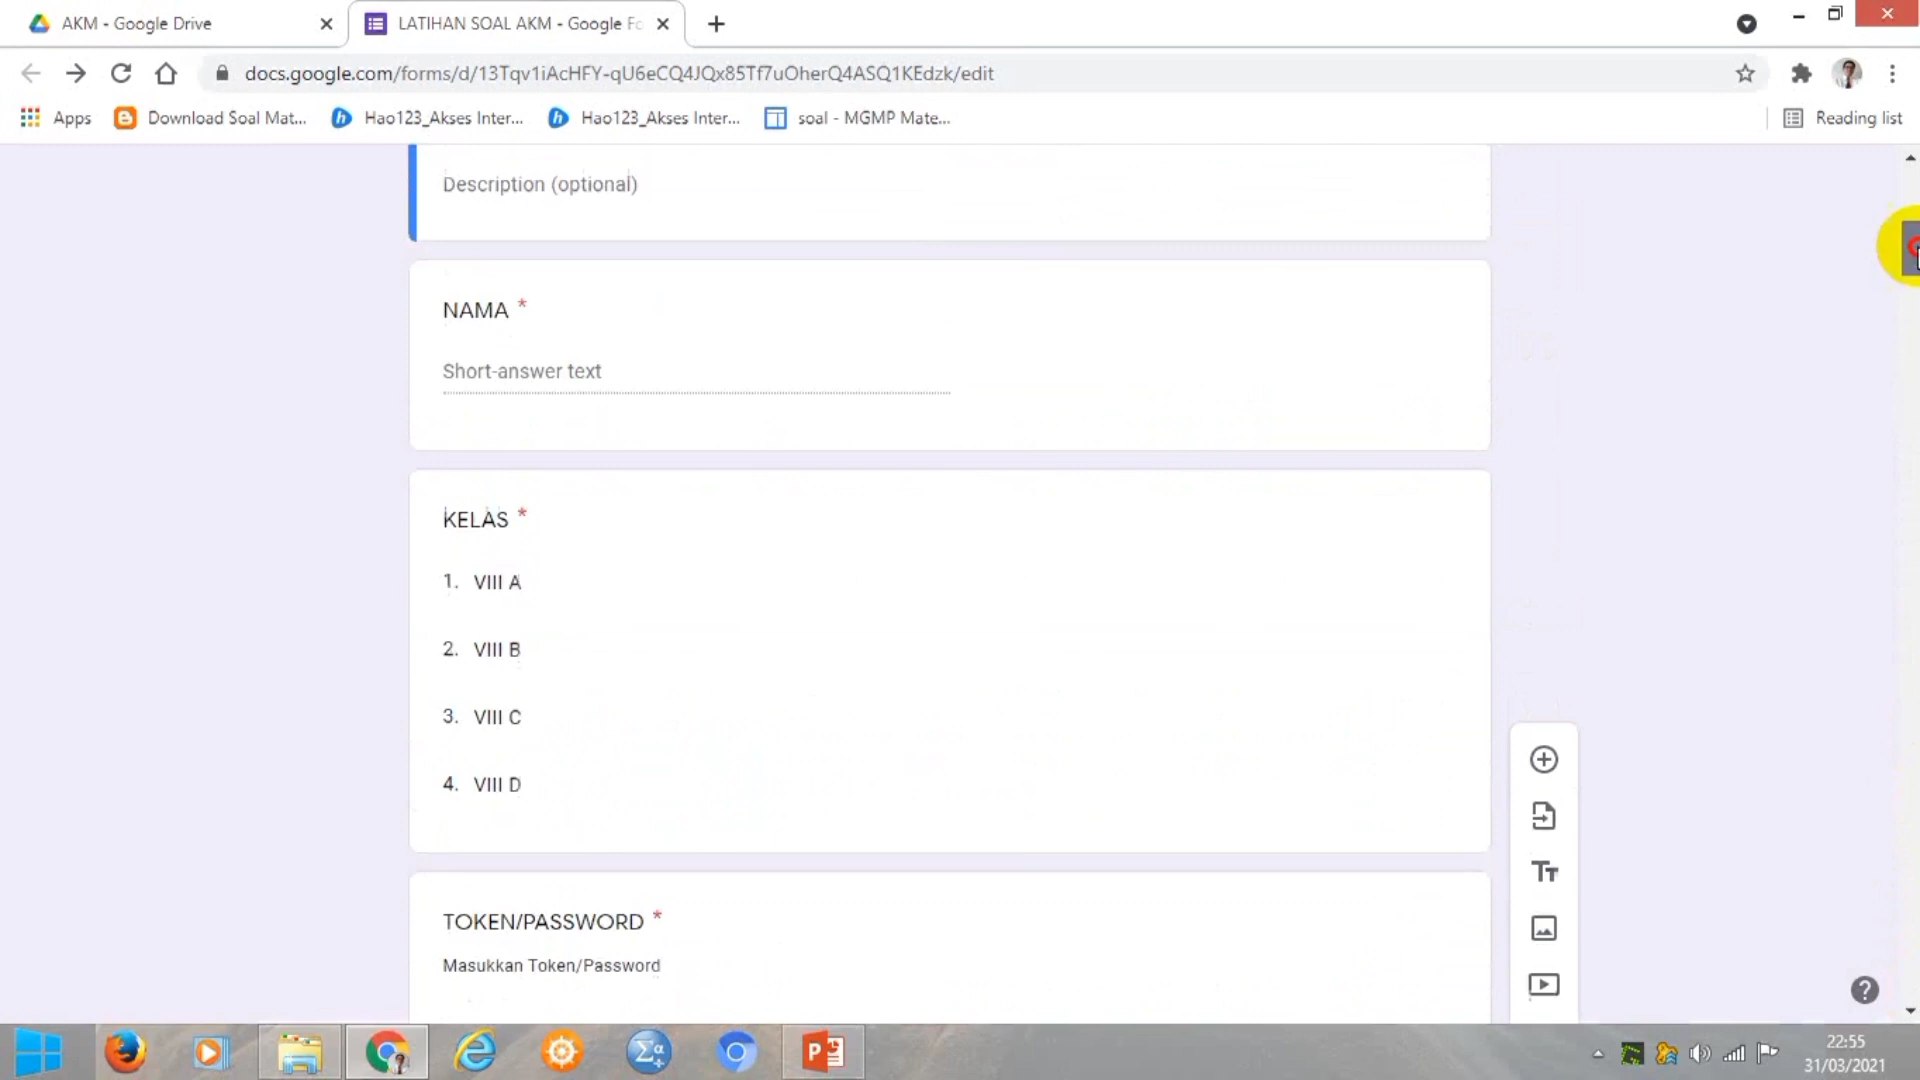 AKM - Google Drive
LATIHAN SOAL AKM - Google Fo
docs.google.com/forms/d/13Tqv1iAcHFY-qU6eCQ4JQx85Tf7uOherQ4ASQ1KEdzk/edit
Apps
Download Soal Mat...
Hao123_Akses Inter...
Hao123_Akses Inter...
soal - MGMP Mate...
Reading list
Description (optional)
NAMA *
Short-answer text
KELAS *
1. VIII A
2. VIII B
3. VIII C
4. VIII D
TOKEN/PASSWORD *
Masukkan Token/Password
22:55
31/03/2021